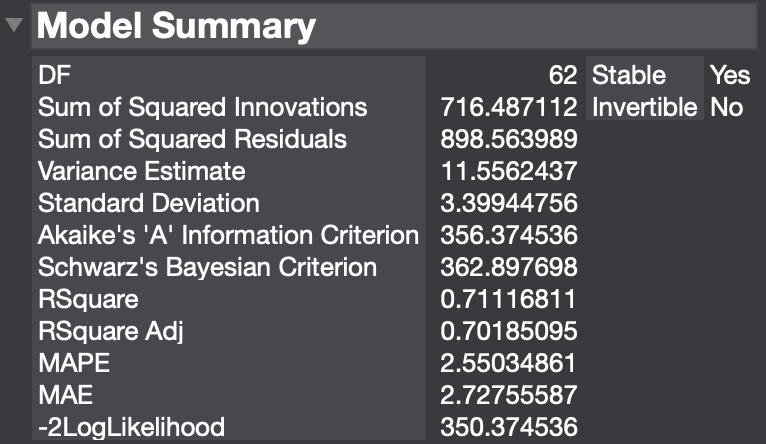 Model Summary
DF 62 Stable Yes
Sum of Squared Innovations 716.487112 Invertible No
Sum of Squared Residuals 898.563989
Variance Estimate 11.5562437
Standard Deviation 3.39944756
Akaike's 'A' Information Criterion 356.374536
Schwarz's Bayesian Criterion 362.897698
RSquare 0.71116811
RSquare Adj 0.70185095
MAPE 2.55034861
MAE 2.72755587
-2LogLikelihood 350.374536